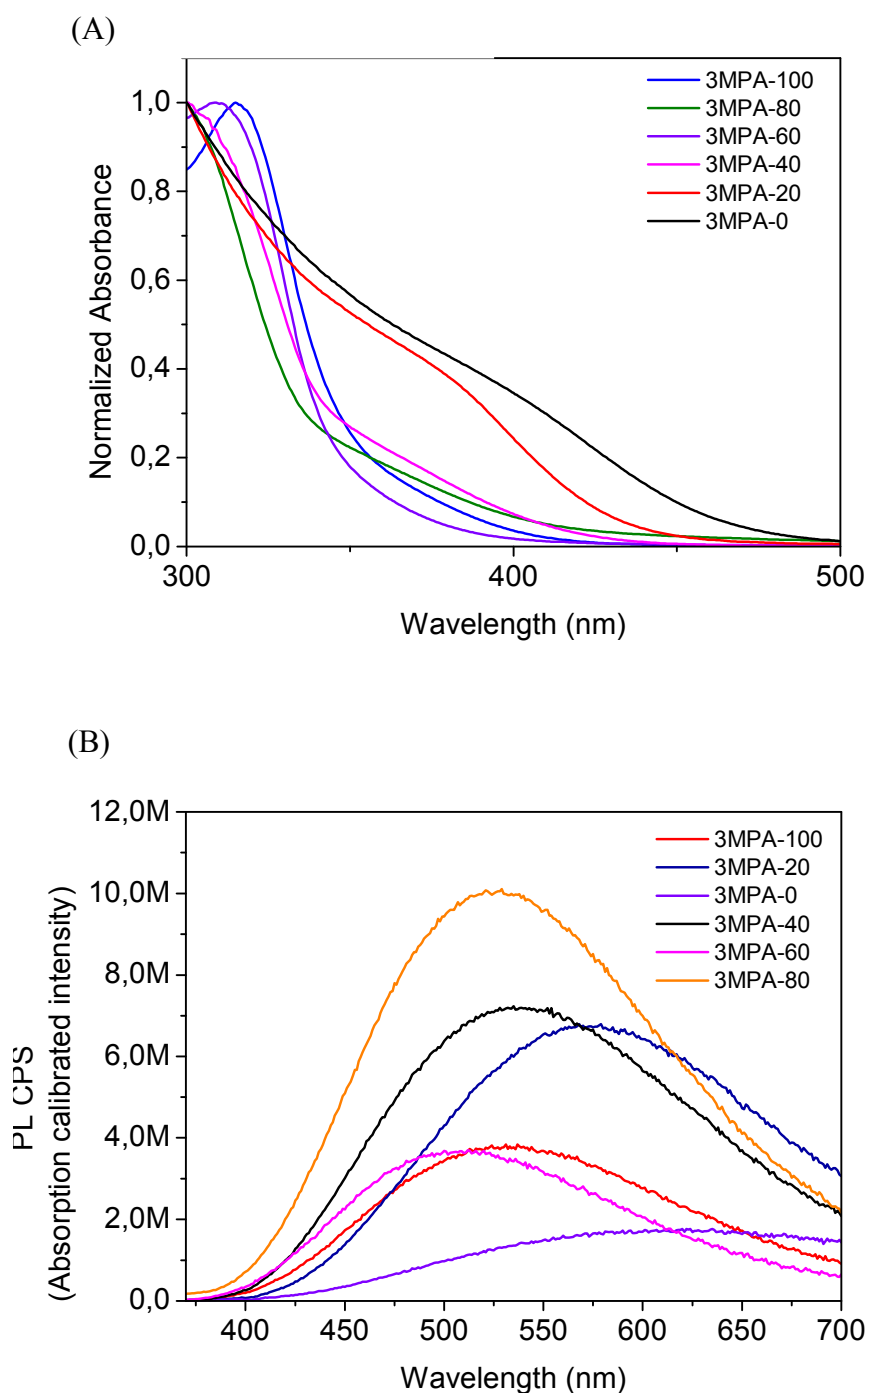 (A)
3MPA-100
3MPA-80
3MPA-60
3MPA-40
3MPA-20
3MPA-0
1,0
0,8
0,6
0,4
0,2
0,0
Normalized Absorbance
300
400
500
Wavelength (nm)
(B)
12,0M
10,0M
8,0M
6,0M
4,0M
2,0M
0,0
PL CPS
(Absorption calibrated intensity)
3MPA-100
3MPA-20
3MPA-0
3MPA-40
3MPA-60
3MPA-80
400
450
500
550
600
650
700
Wavelength (nm)